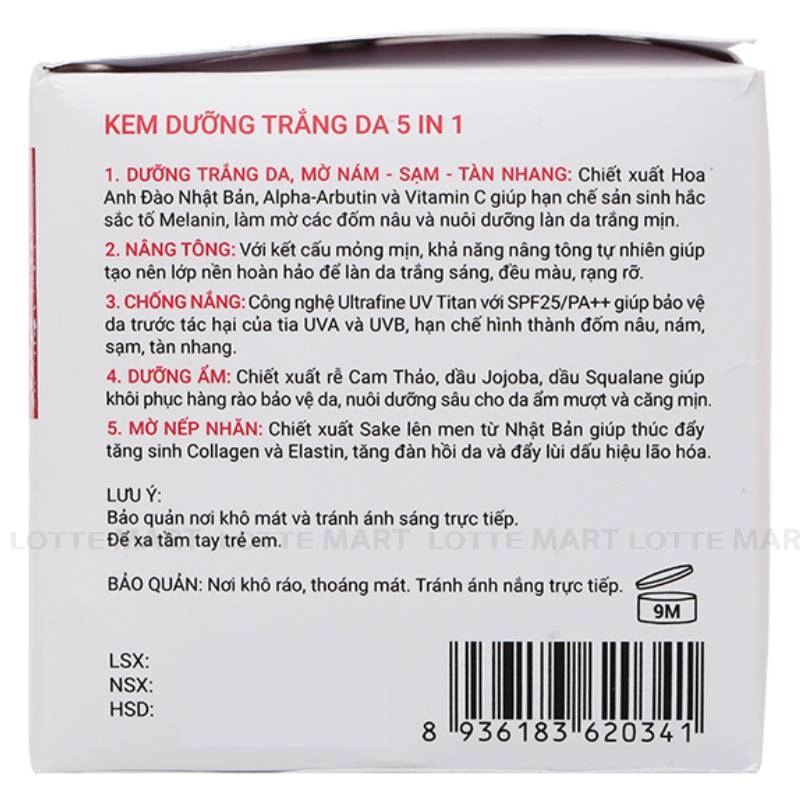 KEM DƯỠNG TRẮNG DA 5 IN 1
1. DƯỠNG TRẮNG DA, MỜ NÁM - SẠM - TÀN NHANG: Chiết xuất Hoa
Anh Đào Nhật Bản, Alpha-Arbutin và Vitamin C giúp hạn chế sản sinh hắc
sắc tố Melanin, làm mờ các đốm nâu và nuôi dưỡng làn da trắng mịn.
2. NÂNG TÔNG: Với kết cấu mỏng mịn, khả năng nâng tông tự nhiên giúp
tạo nên lớp nền hoàn hảo để làn da trắng sáng, đều màu, rạng rỡ.
3. CHỐNG NẮNG: Công nghệ Ultrafine UV Titan với SPF25/PA++ giúp bảo vệ
da trước tác hại của tia UVA và UVB, hạn chế hình thành đốm nâu, nám,
sạm, tàn nhang.
4. DƯỠNG ẨM: Chiết xuất rễ Cam Thảo, dầu Jojoba, dầu Squalane giúp
khôi phục hàng rào bảo vệ da, nuôi dưỡng sâu cho da ẩm mượt và căng mịn.
5. MỜ NẾP NHĂN: Chiết xuất Sake lên men từ Nhật Bản giúp thúc đẩy
tăng sinh Collagen và Elastin, tăng đàn hồi da và đẩy lùi dấu hiệu lão hóa.
LƯU Ý:
Bảo quản nơi khô mát và tránh ánh sáng trực tiếp.
Để xa tầm tay trẻ em.
LOTTE MART LOTTE MART LOTTE MART LOTTE MART
BẢO QUẢN: Nơi khô ráo, thoáng mát. Tránh ánh nắng trực tiếp.
9M
LSX:
NSX:
HSD:
8 936183 620341